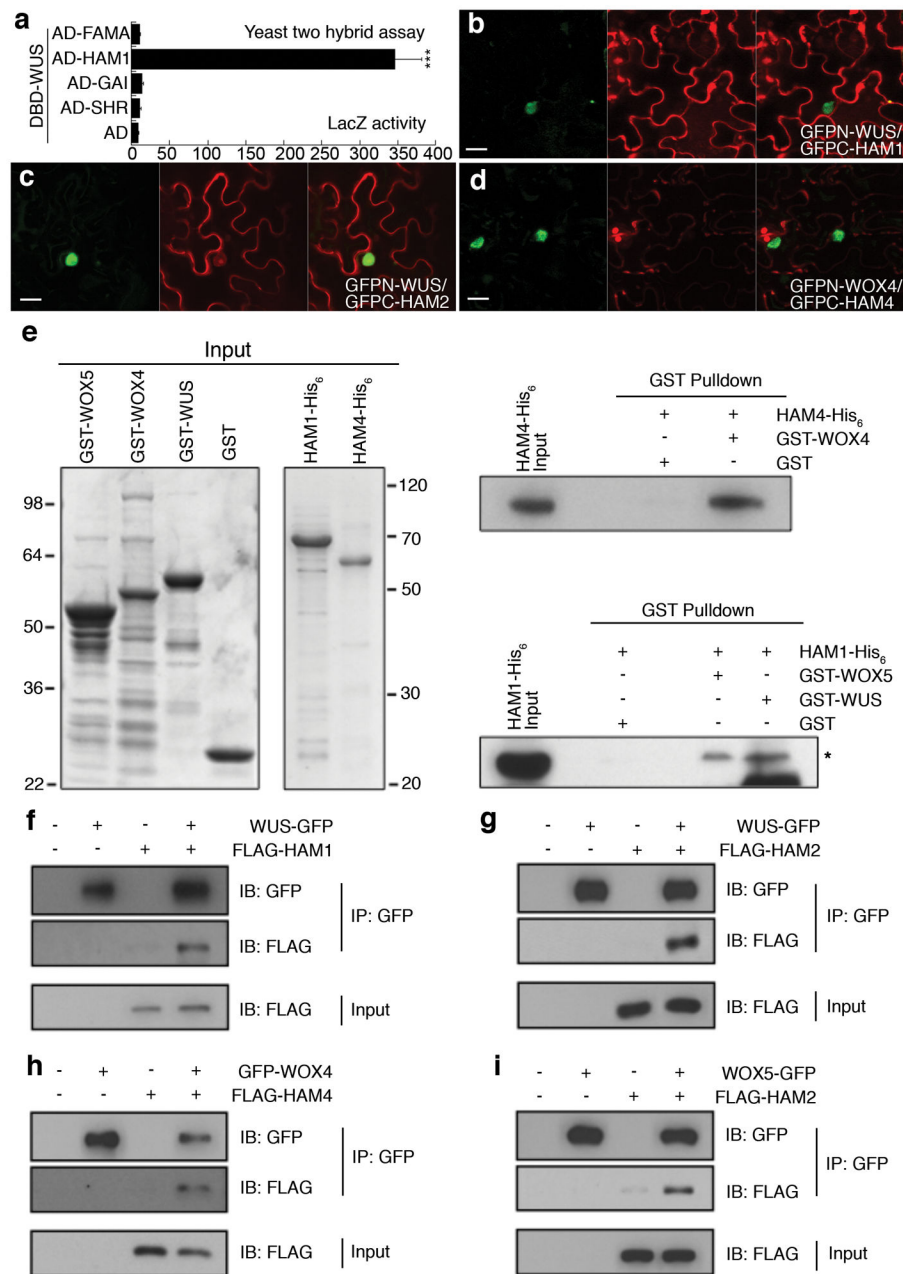 a
Yeast two hybrid assay
DBD-WUS
AD-FAMA
AD-HAM1
***
AD-GAI
AD-SHR
AD
LacZ activity
0 50 100 150 200 250 300 350 400
b
GFPN-WUS/
GFPC-HAM1
c
GFPN-WUS/
GFPC-HAM2
d
GFPN-WOX4/
GFPC-HAM4
e
Input
GST-WOX5
GST-WOX4
GST-WUS
GST
HAM1-His6
HAM4-His6
98
64
50
36
22
120
70
50
30
20
GST Pulldown
HAM4-His6
Input
+ + HAM4-His6
- + GST-WOX4
+ - GST
GST Pulldown
HAM1-His6
Input
+ + + HAM1-His6
- + - GST-WOX5
- - + GST-WUS
+ - - GST
*
f
- + - + WUS-GFP
- - + + FLAG-HAM1
IB: GFP
IP: GFP
IB: FLAG
IB: FLAG
Input
g
- + - + WUS-GFP
- - + + FLAG-HAM2
IB: GFP
IP: GFP
IB: FLAG
IB: FLAG
Input
h
- + - + GFP-WOX4
- - + + FLAG-HAM4
IB: GFP
IP: GFP
IB: FLAG
IB: FLAG
Input
i
- + - + WOX5-GFP
- - + + FLAG-HAM2
IB: GFP
IP: GFP
IB: FLAG
IB: FLAG
Input